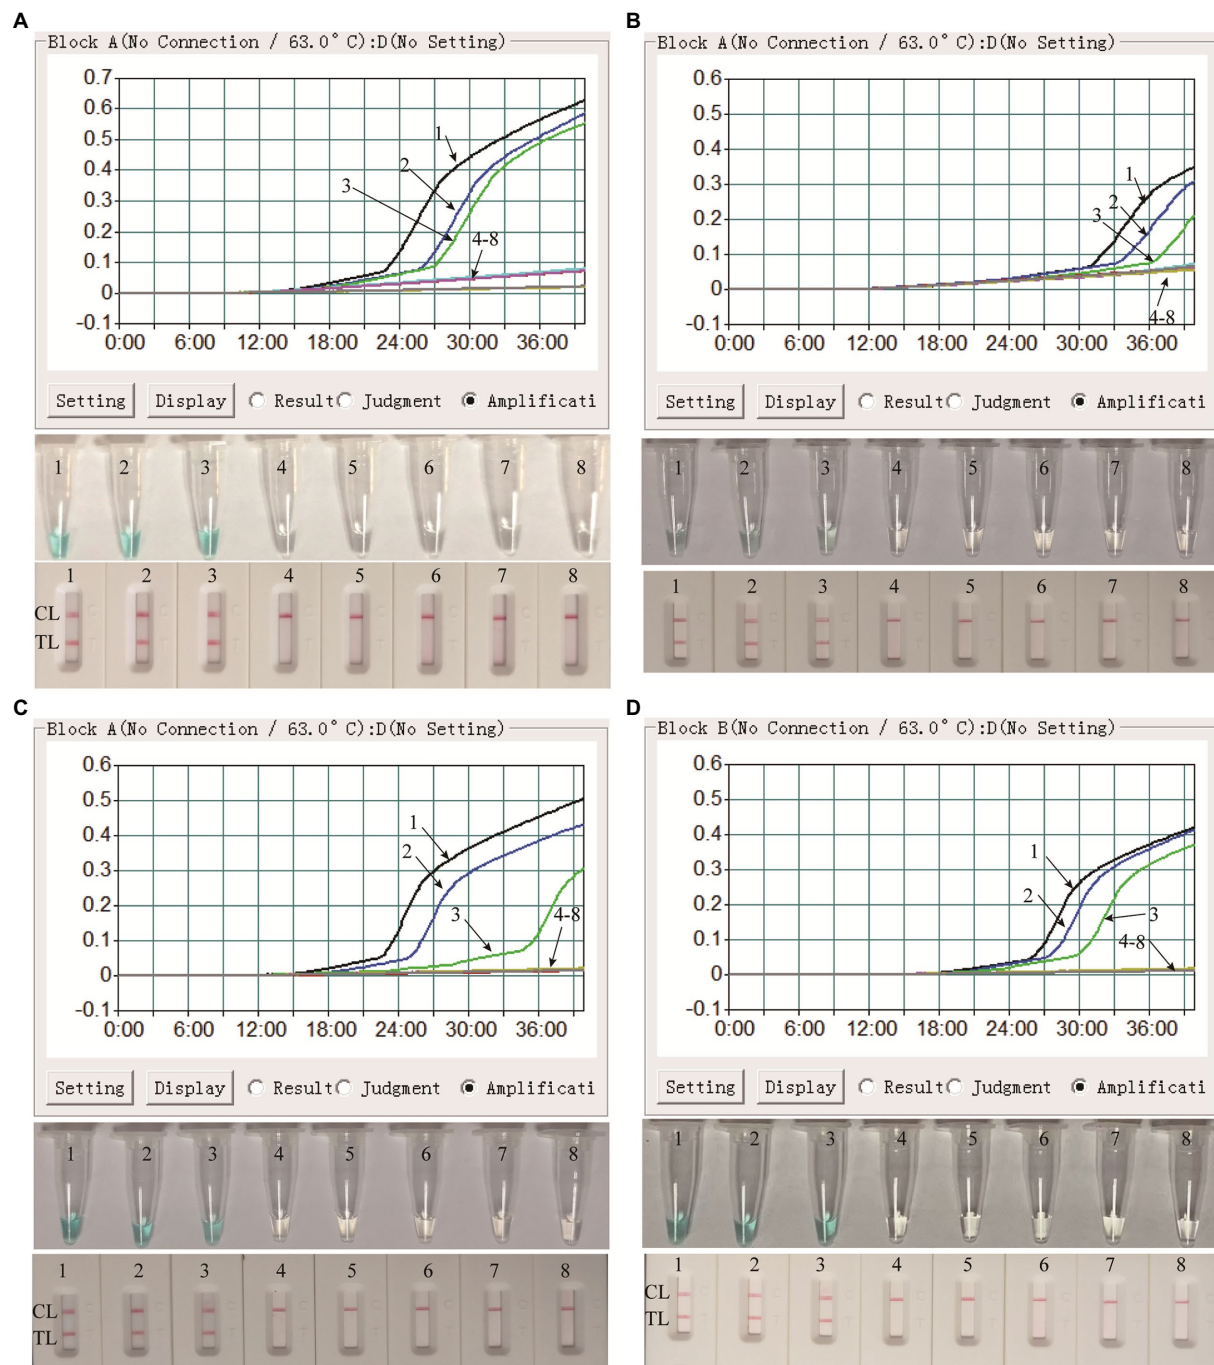 A
Block A(No Connection / 63.0° C):D(No Setting)
0.7
0.6
0.5
0.4
0.3
0.2
0.1
0
-0.1
1
2
3
4-8
0:00 6:00 12:00 18:00 24:00 30:00 36:00
Setting Display Result Judgment Amplificati
1 2 3 4 5 6 7 8
1 2 3 4 5 6 7 8
CL
TL
B
Block A(No Connection / 63.0° C):D(No Setting)
0.6
0.5
0.4
0.3
0.2
0.1
0
-0.1
1
2
3
4-8
0:00 6:00 12:00 18:00 24:00 30:00 36:00
Setting Display Result Judgment Amplificati
1 2 3 4 5 6 7 8
1 2 3 4 5 6 7 8
C
Block A(No Connection / 63.0° C):D(No Setting)
0.6
0.5
0.4
0.3
0.2
0.1
0
-0.1
1
2
3
4-8
0:00 6:00 12:00 18:00 24:00 30:00 36:00
Setting Display Result Judgment Amplificati
1 2 3 4 5 6 7 8
1 2 3 4 5 6 7 8
CL
TL
D
Block B(No Connection / 63.0° C):D(No Setting)
0.6
0.5
0.4
0.3
0.2
0.1
0
-0.1
1
2
3
4-8
0:00 6:00 12:00 18:00 24:00 30:00 36:00
Setting Display Result Judgment Amplificati
1 2 3 4 5 6 7 8
1 2 3 4 5 6 7 8
CL
TL